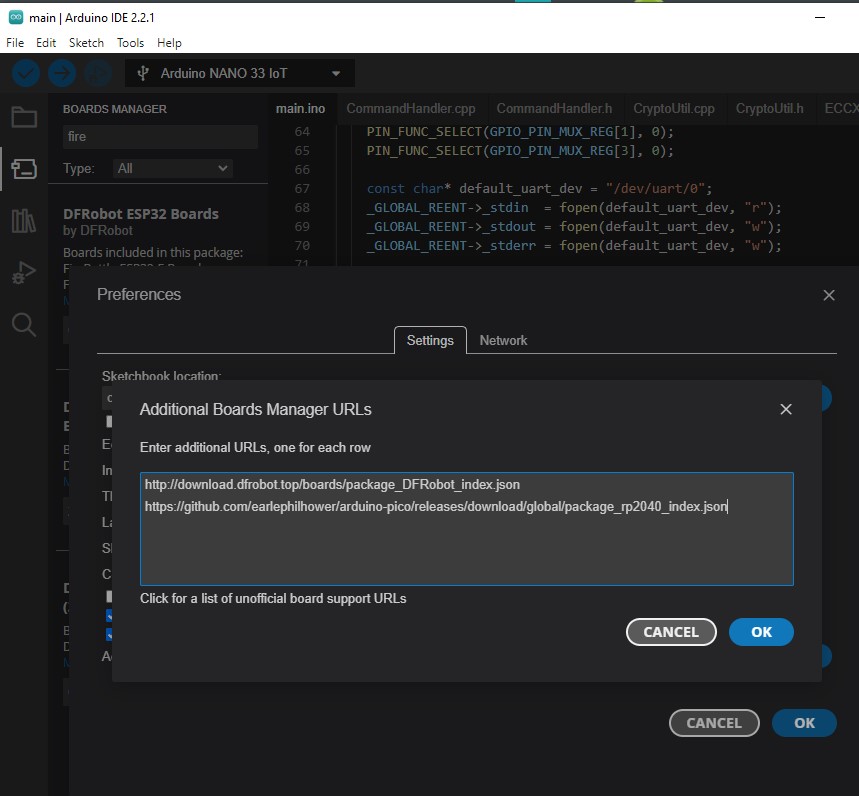 main | Arduino IDE 2.2.1
File Edit Sketch Tools Help
Arduino NANO 33 IoT
BOARDS MANAGER
fire
Type: All
DFRobot ESP32 Boards
by DFRobot
Boards included in this package:
main.ino CommandHandler.cpp CommandHandler.h CryptoUtil.cpp CryptoUtil.h ECCX
64 PIN_FUNC_SELECT(GPIO_PIN_MUX_REG[1], 0);
65 PIN_FUNC_SELECT(GPIO_PIN_MUX_REG[3], 0);
66
67 const char* default_uart_dev = "/dev/uart/0";
68 _GLOBAL_REENT->_stdin = fopen(default_uart_dev, "r");
69 _GLOBAL_REENT->_stdout = fopen(default_uart_dev, "w");
70 _GLOBAL_REENT->_stderr = fopen(default_uart_dev, "w");
71
Preferences
Settings Network
Sketchbook location:
Additional Boards Manager URLs
Enter additional URLs, one for each row
http://download.dfrobot.top/boards/package_DFRobot_index.json
https://github.com/earlephilhower/arduino-pico/releases/download/global/package_rp2040_index.json
Click for a list of unofficial board support URLs
CANCEL OK
CANCEL OK